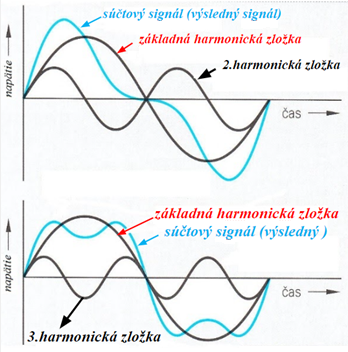 súčtový signál (výsledný signál)
základná harmonická zložka
2.harmonická zložka
napätie
čas
základná harmonická zložka
súčtový signál (výsledný )
napätie
čas
3.harmonická zložka